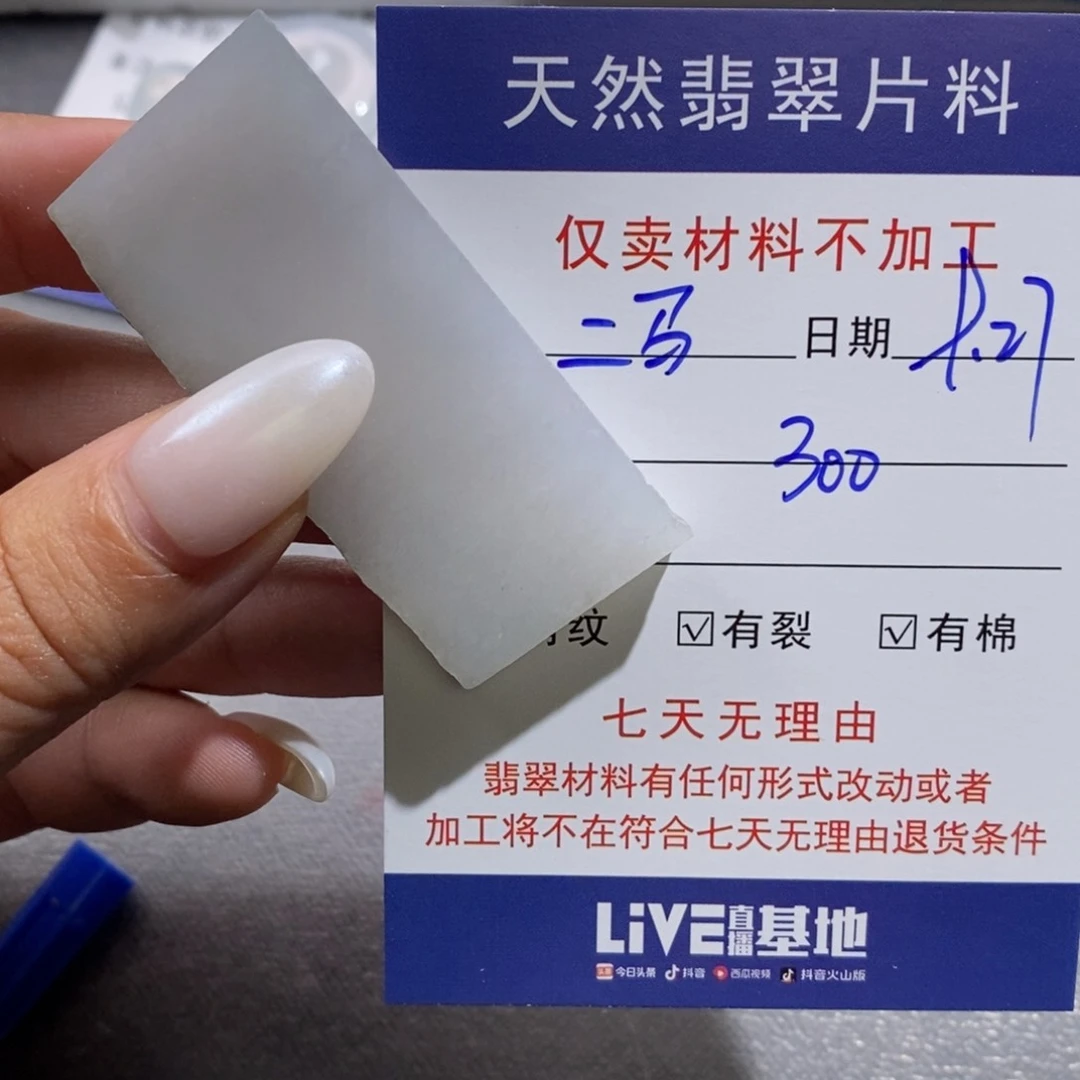 天然翡翠片料
仅卖材料不加工
二马 日期
300
纹 ☑有裂 ☑有棉
七天无理由
翡翠材料有任何形式改动或者
加工将不在符合七天无理由退货条件
LiVE直播基地
头条 今日头条 抖音 西瓜视频 抖音火山版